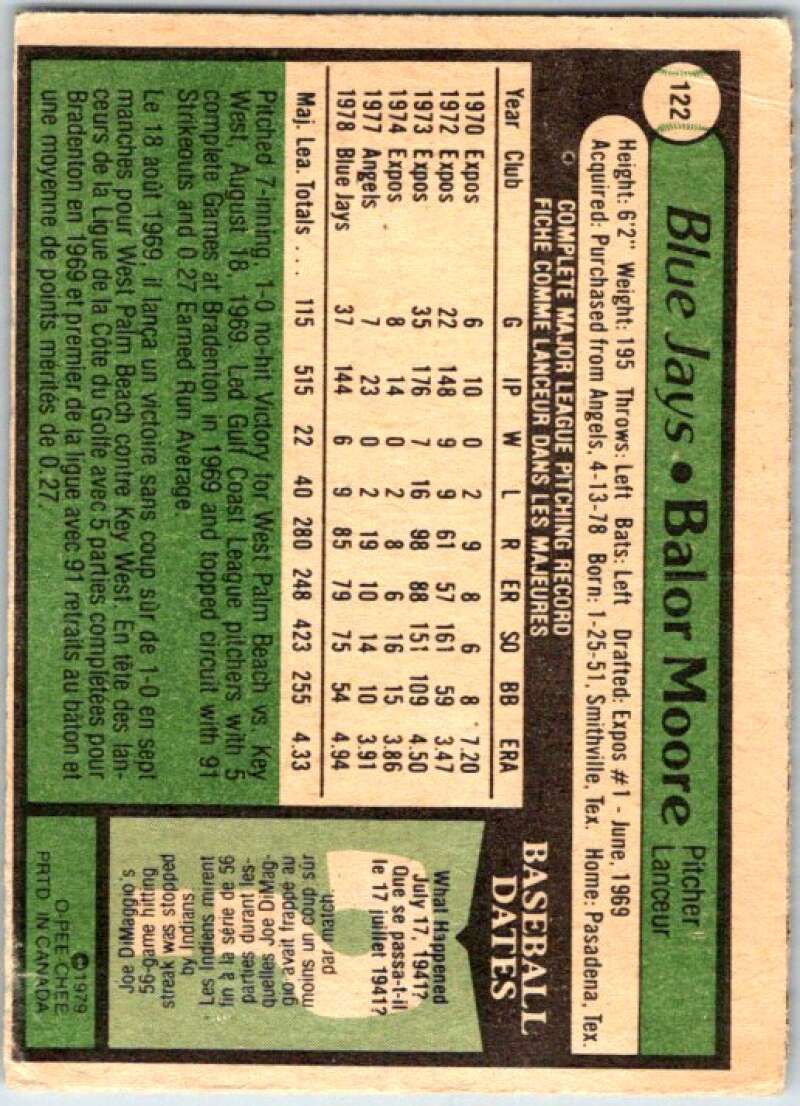 122
Blue Jays • Balor Moore Pitcher
Lanceur
Height: 6'2" Weight: 195 Throws: Left Bats: Left Drafted: Expos #1 - June, 1969
Acquired: Purchased from Angels, 4-13-78 Born: 1-25-51, Smithville, Tex. Home: Pasadena, Tex.
COMPLETE MAJOR LEAGUE PITCHING RECORD
FICHE COMME LANCEUR DANS LES MAJEURES
Year Club G IP W L R ER SO BB ERA
1970 Expos 6 10 0 2 9 8 6 8 7.20
1972 Expos 22 148 9 9 61 57 161 59 3.47
1973 Expos 35 176 7 16 98 88 151 109 4.50
1974 Expos 8 14 0 2 8 6 16 15 3.86
1977 Angels 7 23 0 2 19 10 14 10 3.91
1978 Blue Jays 37 144 6 9 85 79 75 54 4.94
Maj. Lea. Totals ... 115 515 22 40 280 248 423 255 4.33
Pitched 7-inning, 1-0 no-hit Victory for West Palm Beach vs. Key
West, August 18, 1969. Led Gulf Coast League pitchers with 5
complete Games at Bradenton in 1969 and topped circuit with 91
Strikeouts and 0.27 Earned Run Average.
Le 18 août 1969, il lança un victoire sans coup sûr de 1-0 en sept
manches pour West Palm Beach contre Key West. En tête des lan-
ceurs de la Ligue de la Côte du Golfe avec 5 parties complétées pour
Bradenton en 1969 et premier de la ligue avec 91 retraits au bâton et
une moyenne de points mérités de 0.27.
BASEBALL
DATES
What Happened
July 17, 1941?
Que se passa-t-il
le 17 juillet 1941?
Joe DiMaggio's
56-game hitting
streak was stopped
by Indians
Les Indiens mirent
fin à la série de 56
parties durant les-
quelles Joe DiMag-
gio avait frappé au
moins un coup sûr
par match.
©1979
O-PEE-CHEE
PRTD. IN CANADA